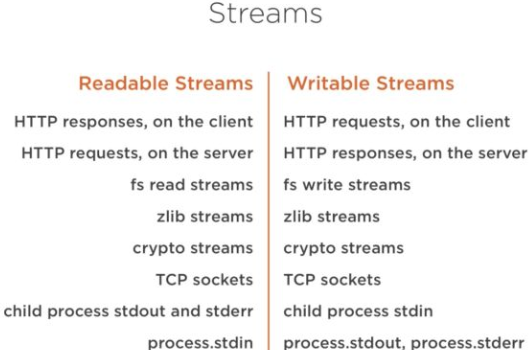 Streams
Readable Streams
HTTP responses, on the client
HTTP requests, on the server
fs read streams
zlib streams
crypto streams
TCP sockets
child process stdout and stderr
process.stdin
Writable Streams
HTTP requests, on the client
HTTP responses, on the server
fs write streams
zlib streams
crypto streams
TCP sockets
child process stdin
process.stdout, process.stderr